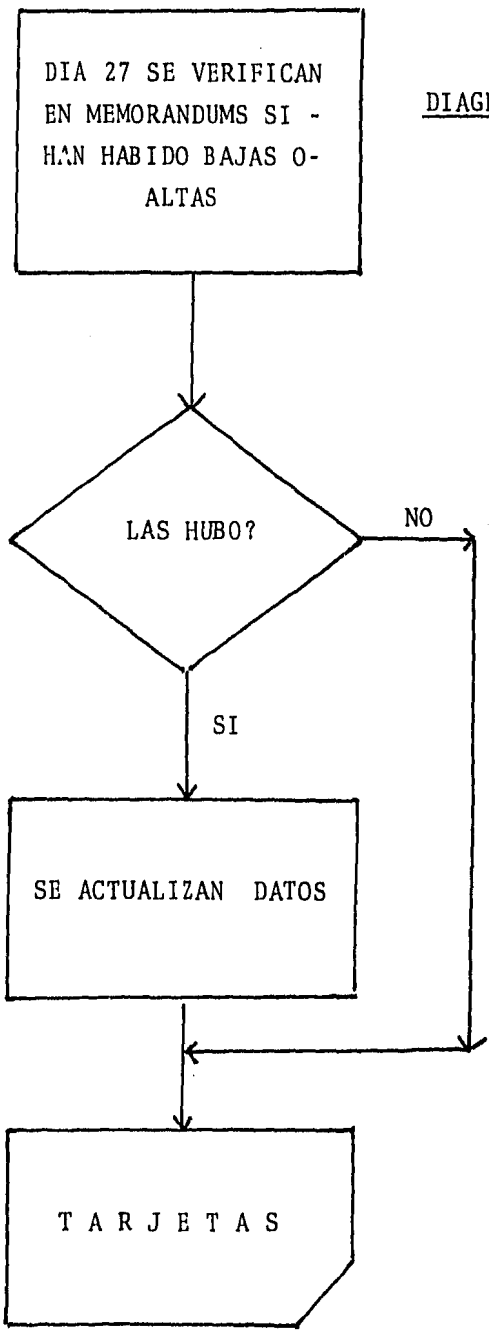 DIA 27 SE VERIFICAN
EN MEMORANDUMS SI -
HAN HABIDO BAJAS O-
ALTAS
LAS HUBO?
NO
SI
SE ACTUALIZAN DATOS
T A R J E T A S